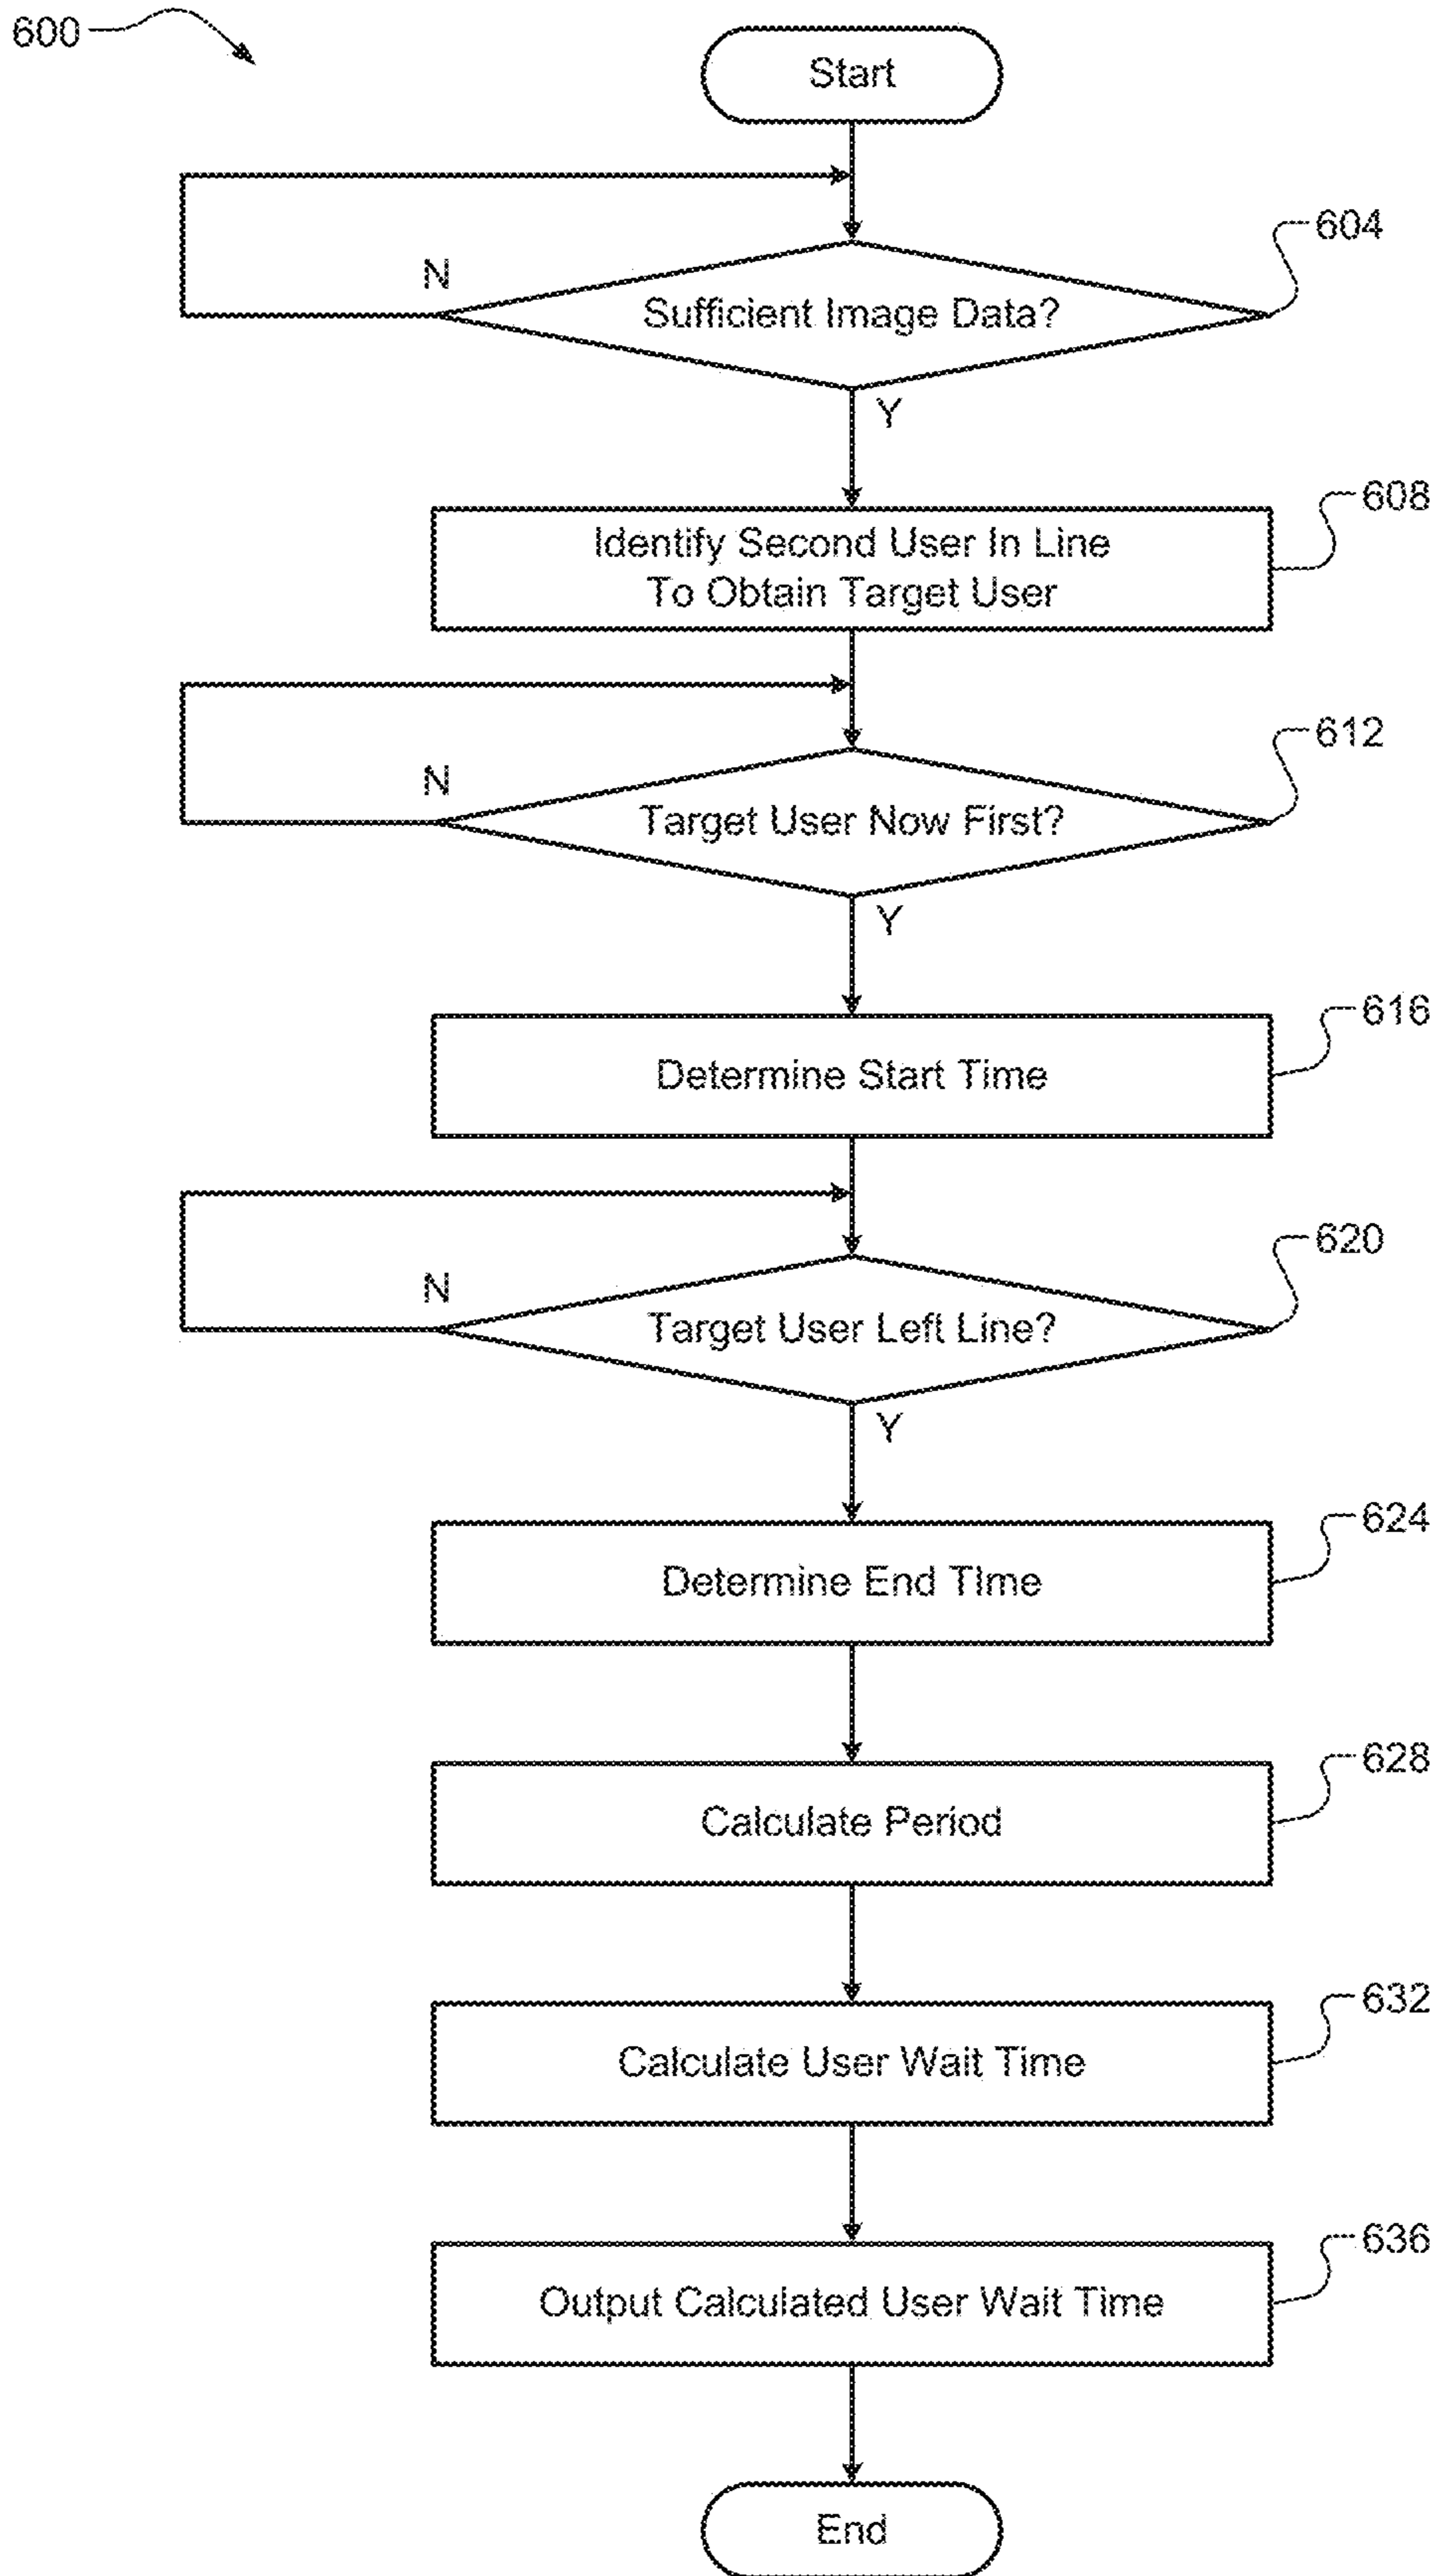 600
Start
604
N
Sufficient Image Data?
Y
608
Identify Second User In Line
To Obtain Target User
612
N
Target User Now First?
Y
616
Determine Start Time
620
N
Target User Left Line?
Y
624
Determine End TIme
628
Calculate Period
632
Calculate User Wait Time
636
Output Calculated User Wait Time
End